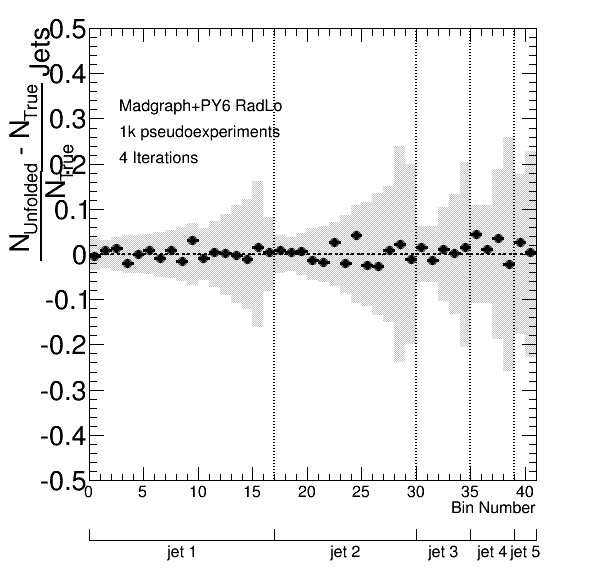 0.5
0.4
0.3
0.2
0.1
0
-0.1
-0.2
-0.3
-0.4
-0.5
N_Unfolded - N_True Jets
N_True
Madgraph+PY6 RadLo
1k pseudoexperiments
4 Iterations
0 5 10 15 20 25 30 35 40
Bin Number
jet 1 jet 2 jet 3 jet 4 jet 5